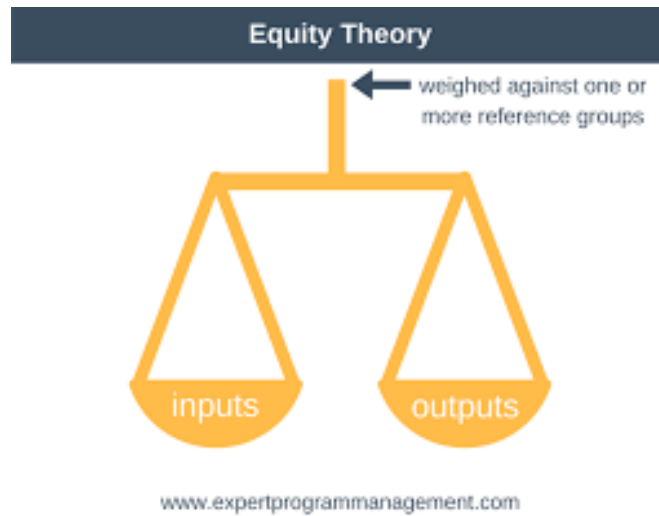 Equity Theory
weighed against one or
more reference groups
inputs
outputs
www.expertprogrammanagement.com